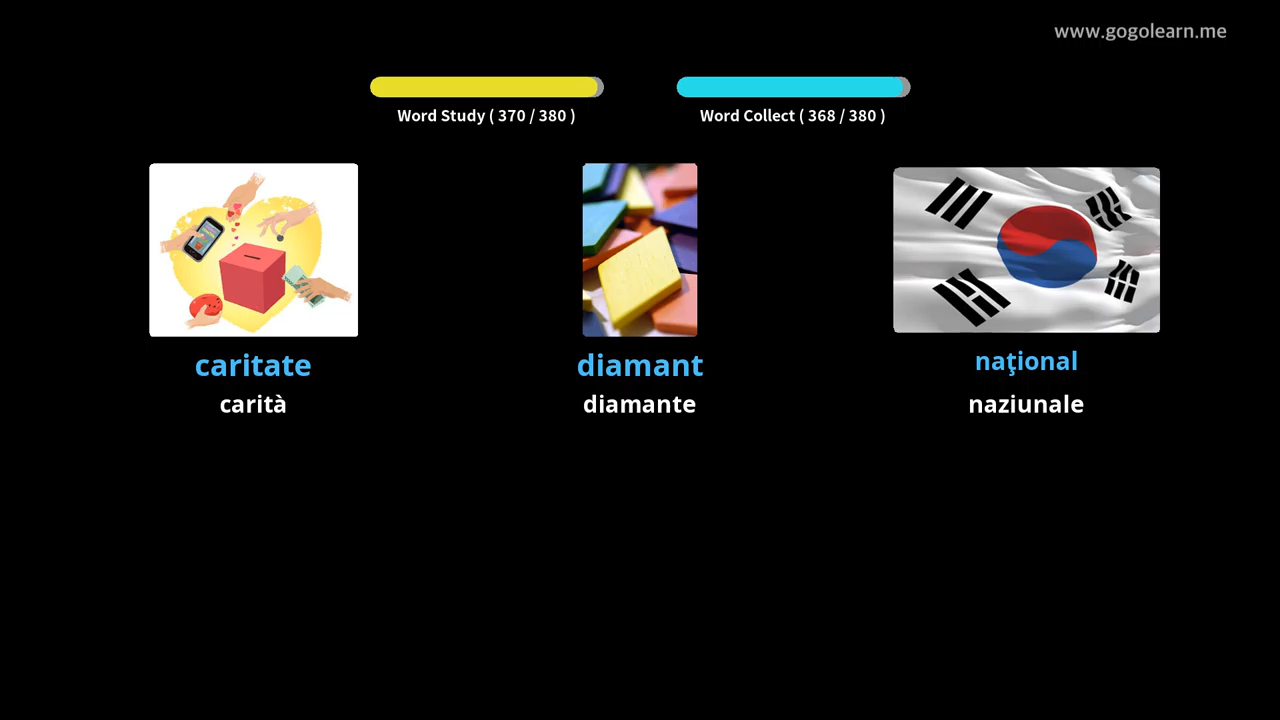 www.gogolearn.me
Word Study ( 370 / 380 )
Word Collect ( 368 / 380 )
caritate
carità
diamant
diamante
naţional
naziunale